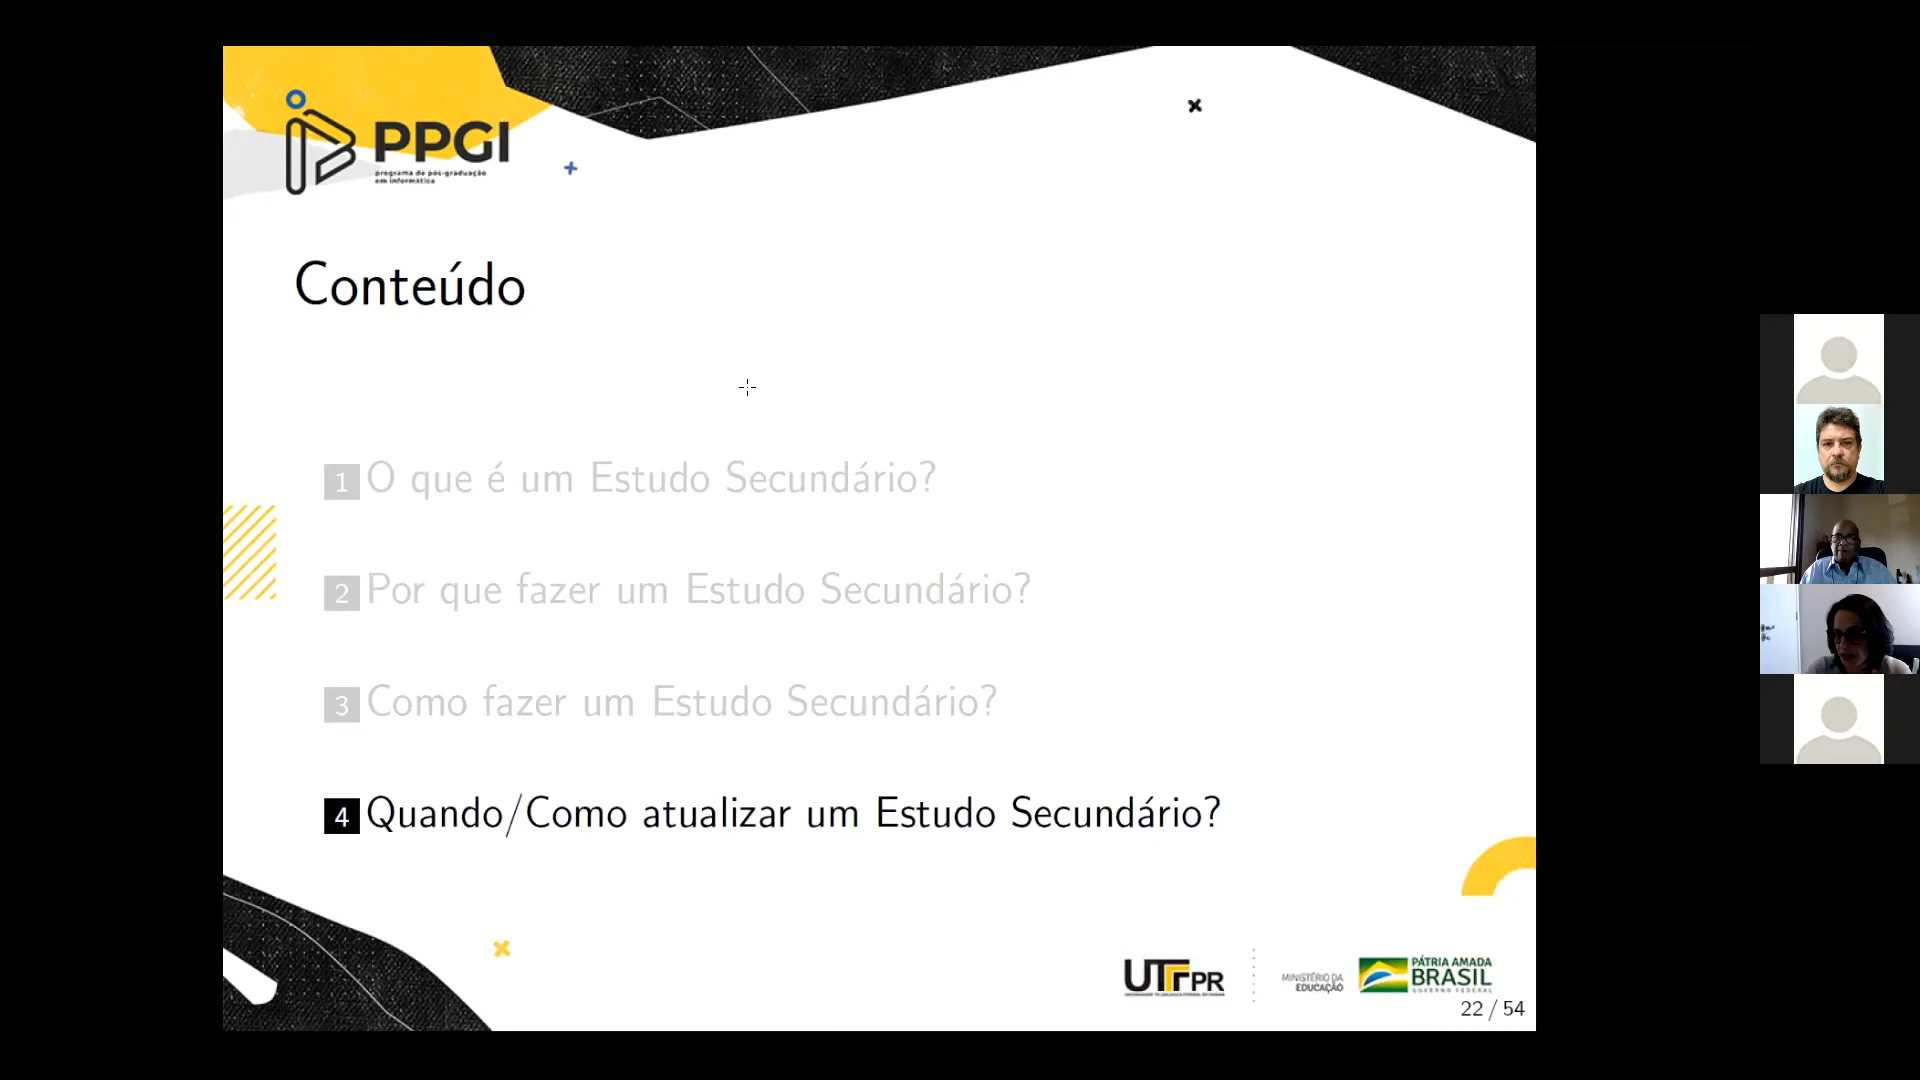 PPGI
programa de pós-graduação
em informática
Conteúdo
1 O que é um Estudo Secundário?
2 Por que fazer um Estudo Secundário?
3 Como fazer um Estudo Secundário?
4 Quando/Como atualizar um Estudo Secundário?
UTFPR
MINISTÉRIO DA
EDUCAÇÃO
PÁTRIA AMADA
BRASIL
GOVERNO FEDERAL
22 / 54